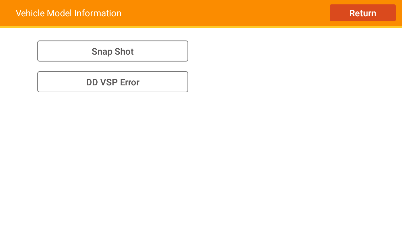 Vehicle Model Information
Return
Snap Shot
DD VSP Error